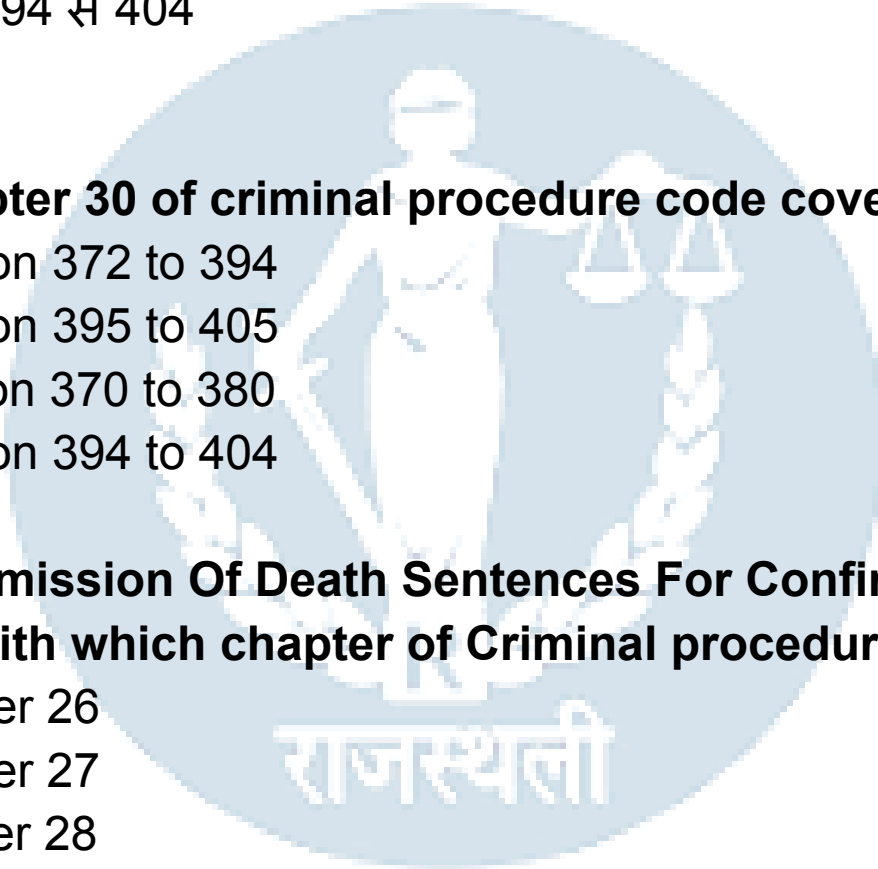 94 से 404
pter 30 of criminal procedure code cove
on 372 to 394
on 395 to 405
on 370 to 380
on 394 to 404
mission Of Death Sentences For Confir
ith which chapter of Criminal procedur
er 26
er 27
er 28
राजस्थली